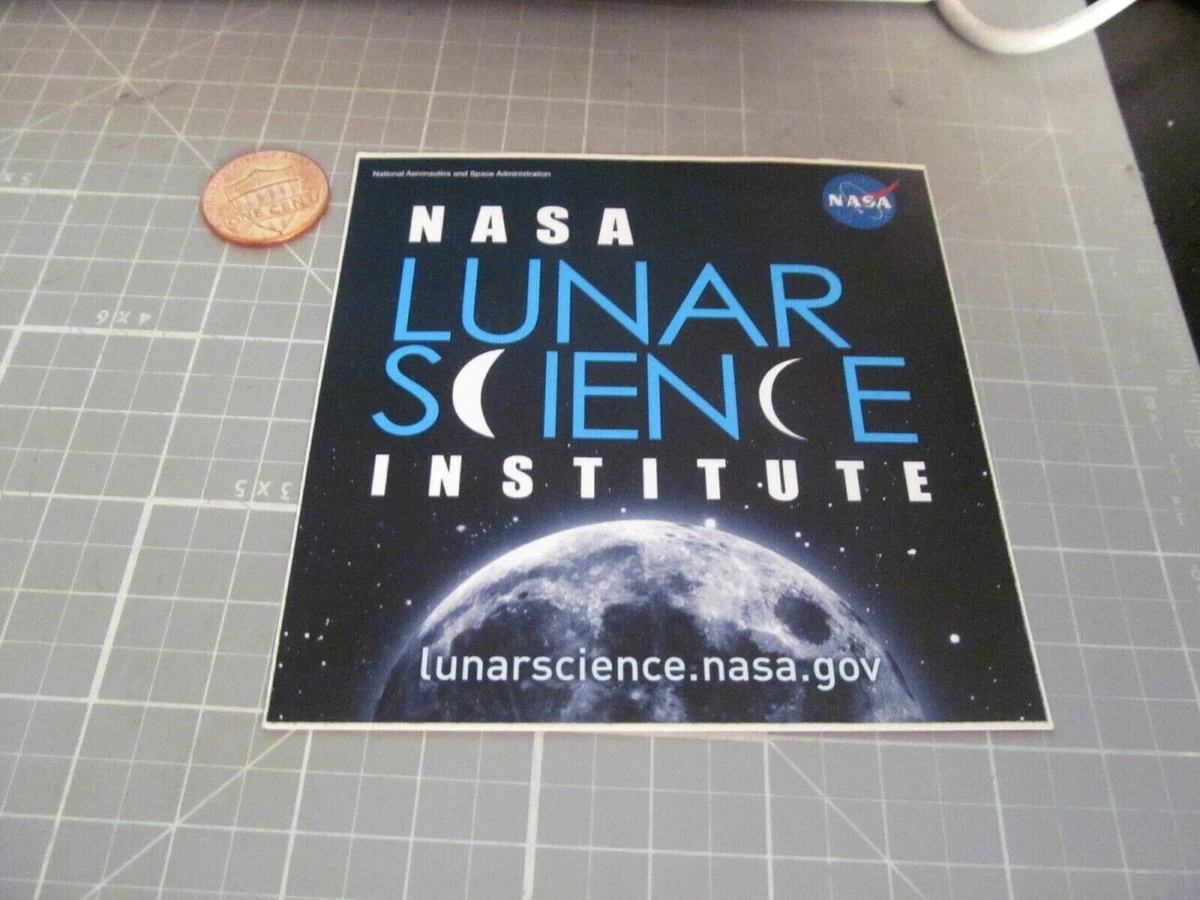 National Aeronautics and Space Administration
NASA
NASA
LUNAR
SCIENCE
INSTITUTE
lunarscience.nasa.gov
ONE CENT
5 x
4 x 6
3 x 5